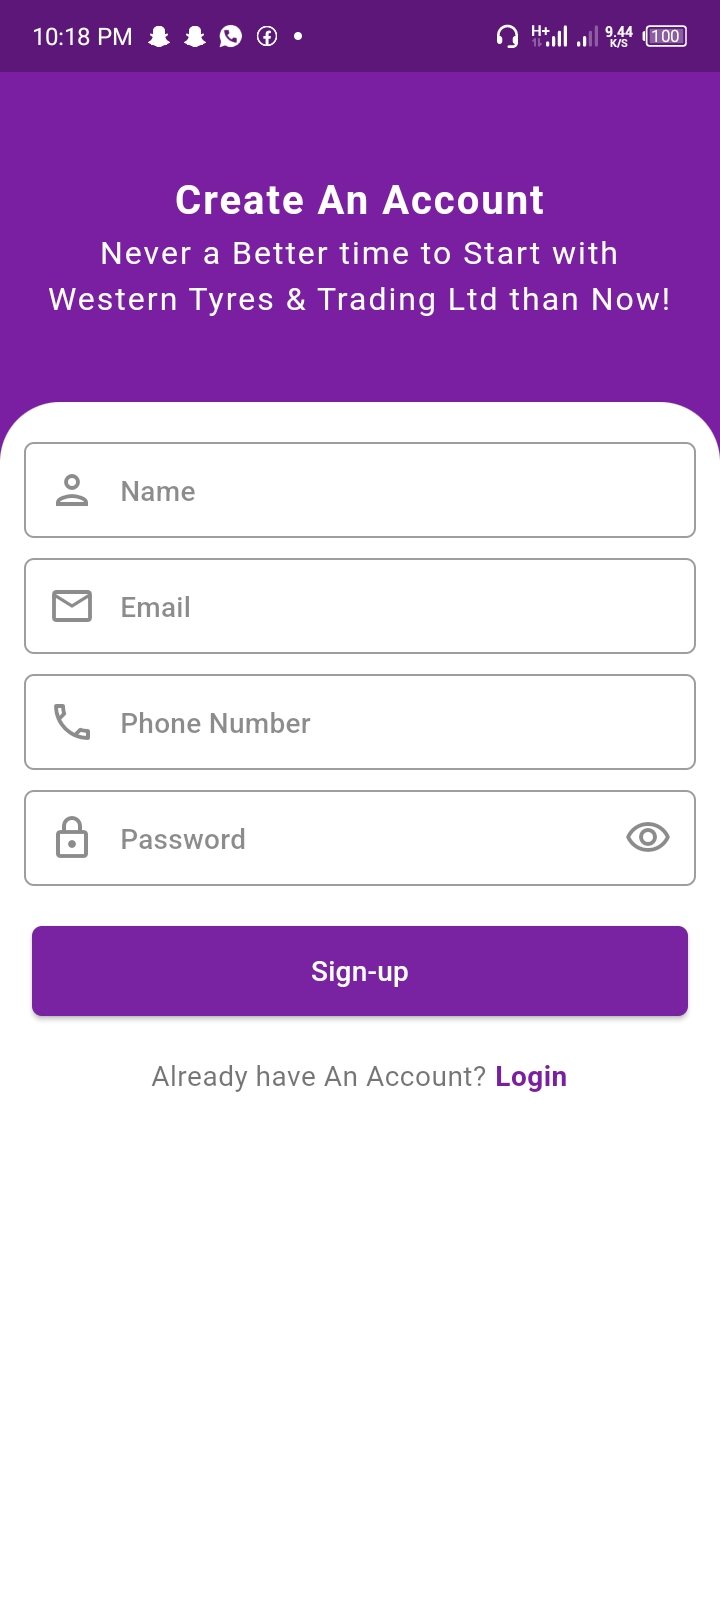 10:18 PM H+ 9.44 K/S 100
Create An Account
Never a Better time to Start with
Western Tyres & Trading Ltd than Now!
Name
Email
Phone Number
Password
Sign-up
Already have An Account? Login